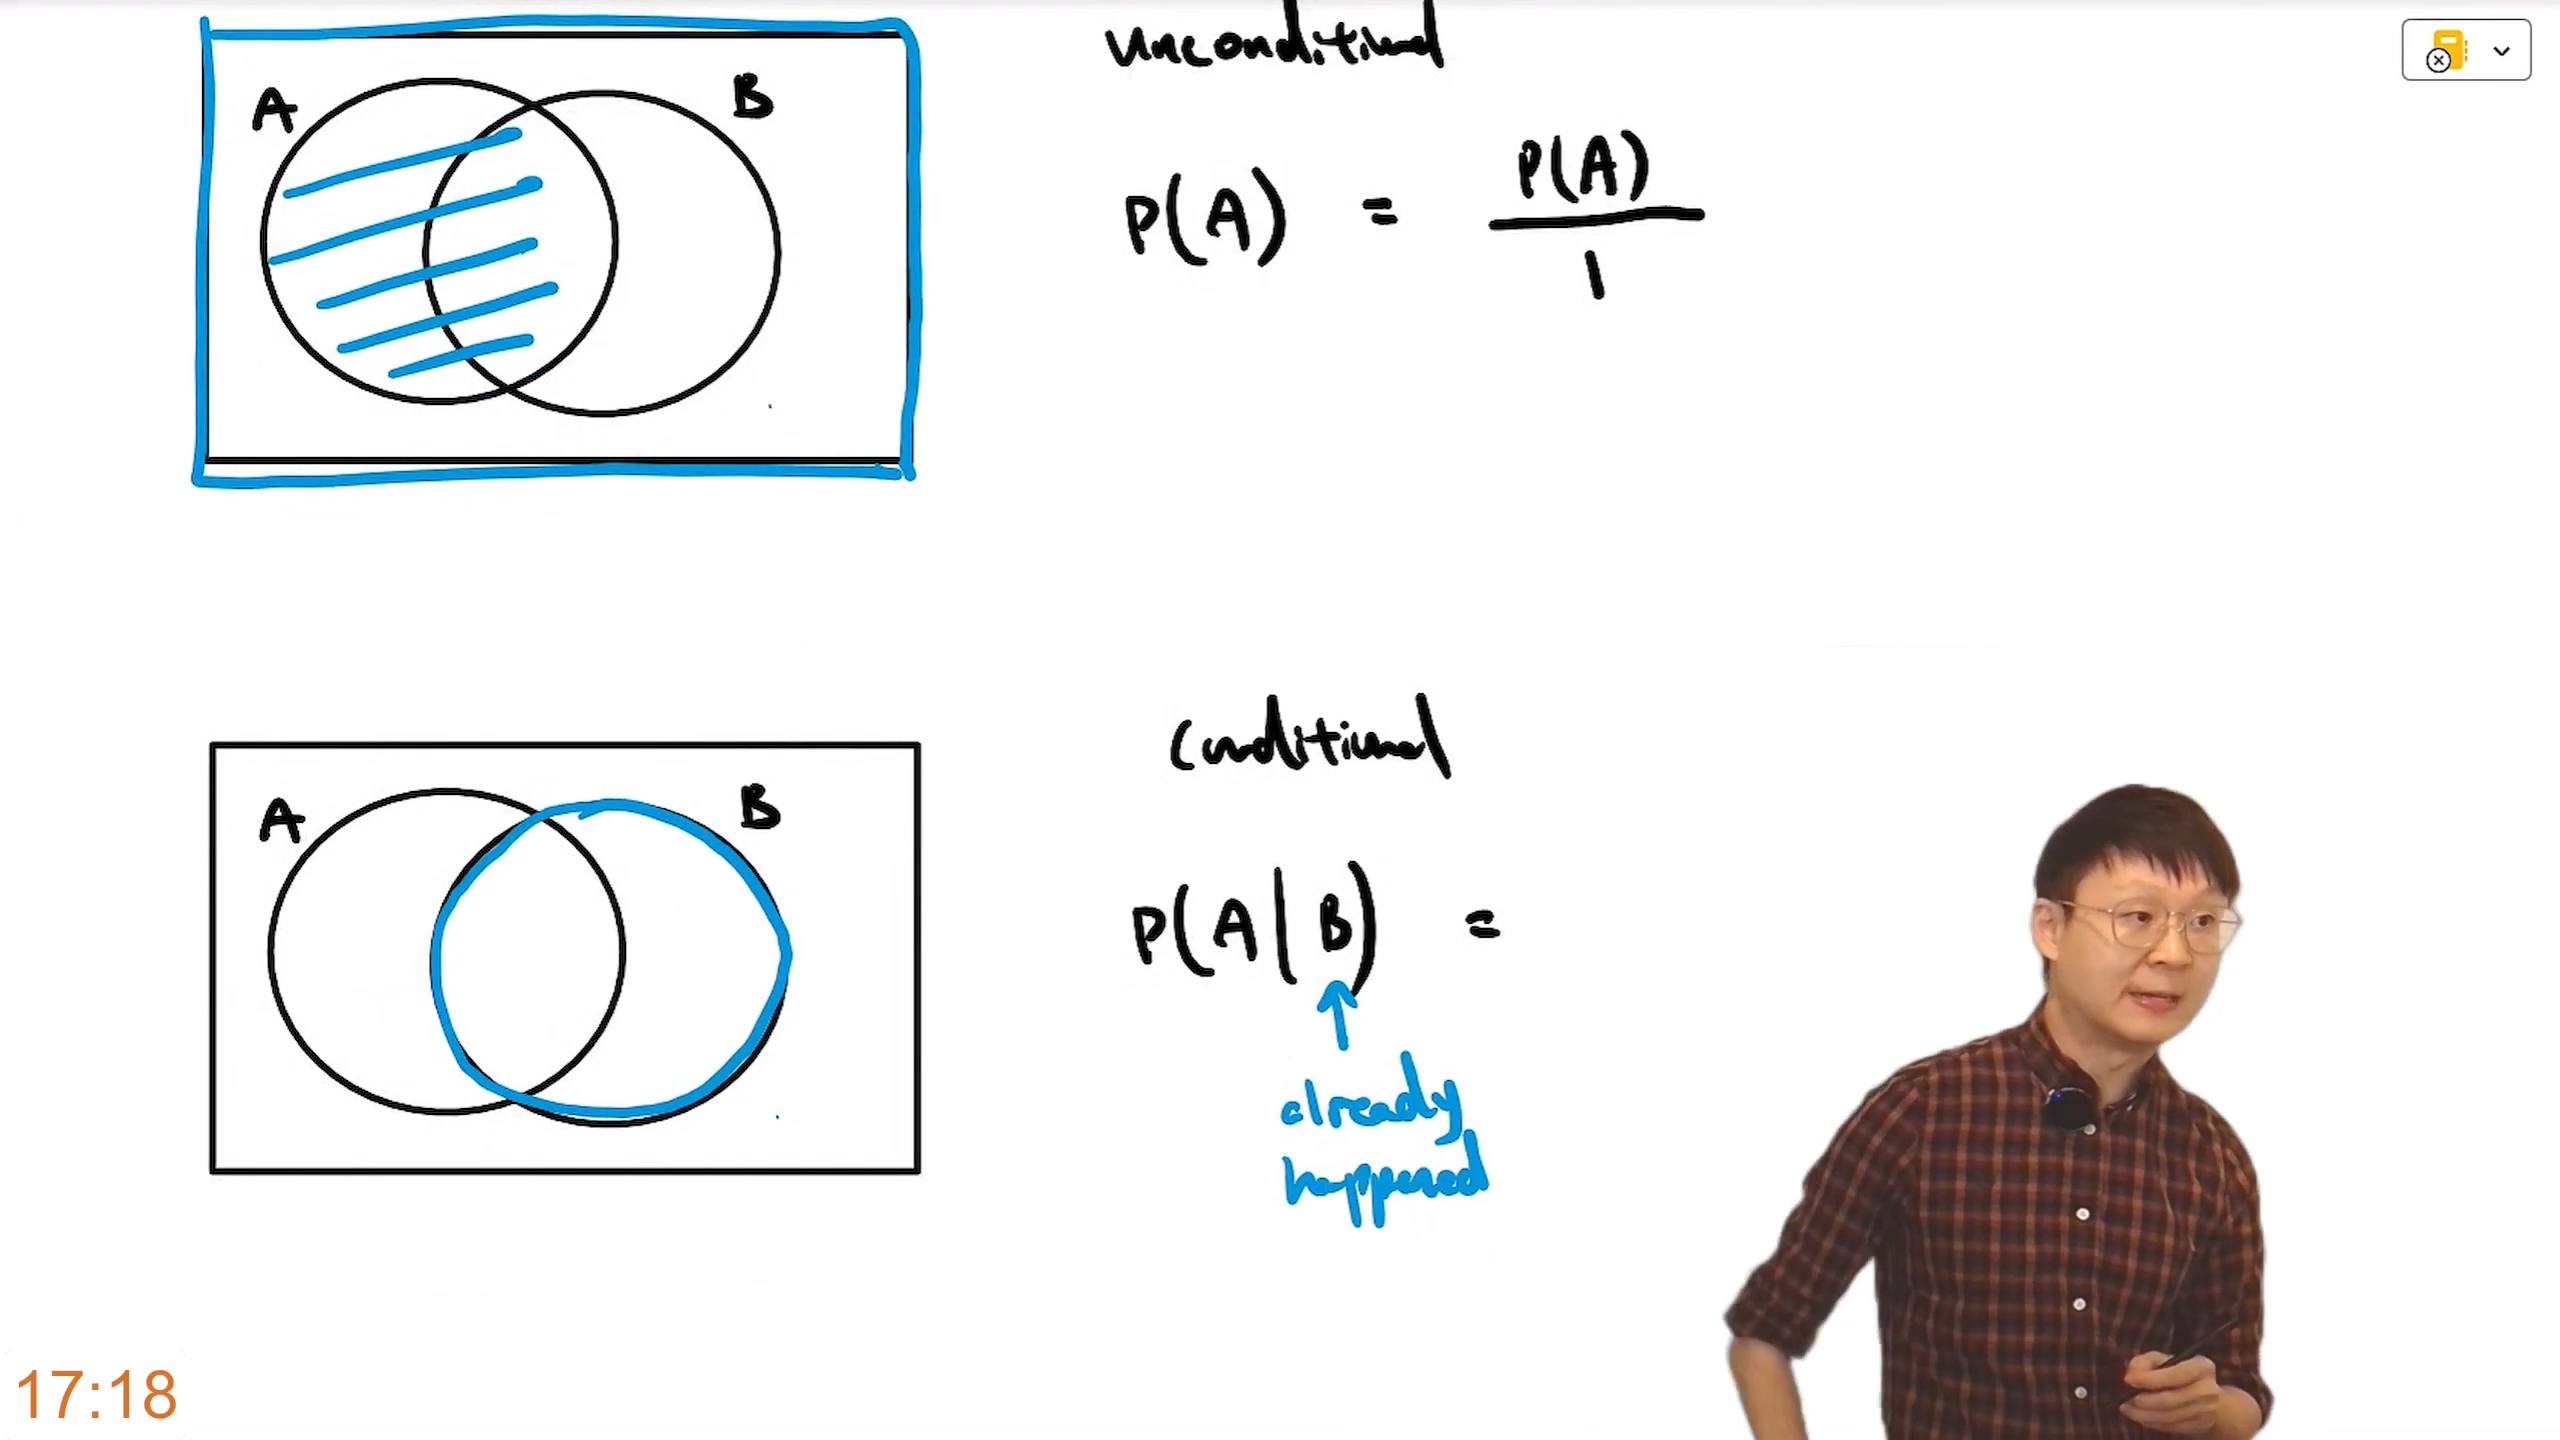 unconditional
A B
P(A) = P(A)
1
conditional
A B
P(A|B) =
already
happened
17:18